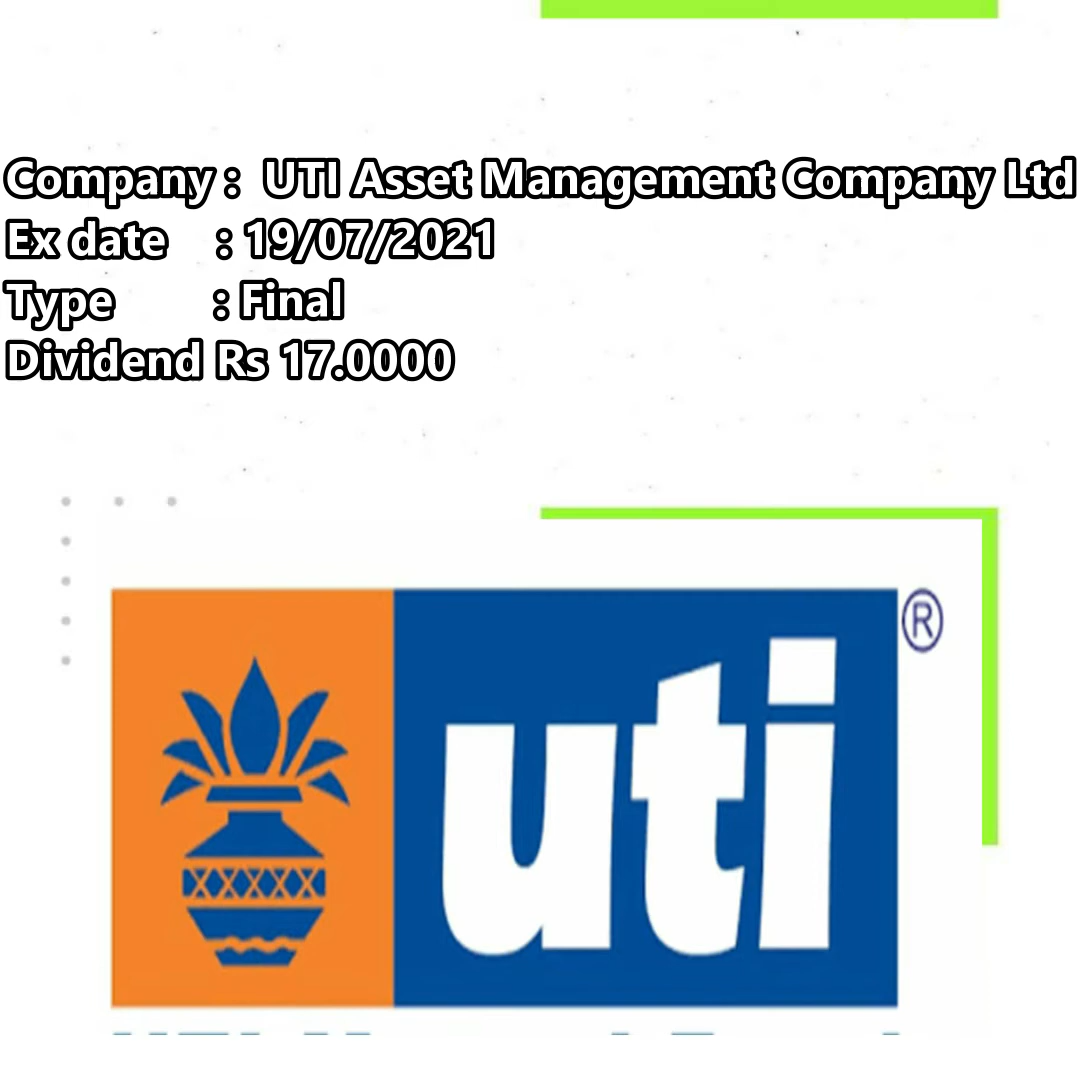 Company :  UTI Asset Management Company Ltd
Ex date : 19/07/2021
Type : Final
Dividend Rs 17.0000
uti
®